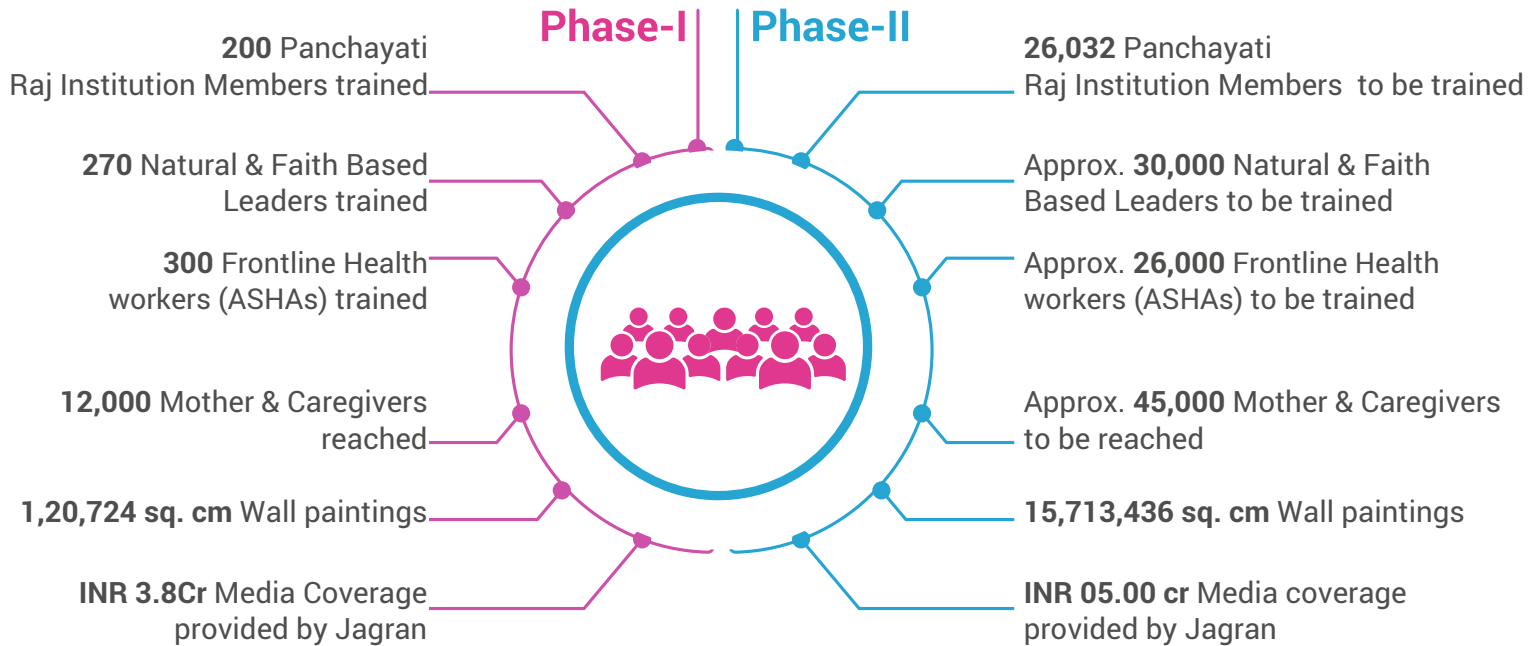 Phase-I
200 Panchayati
Raj Institution Members trained
270 Natural & Faith Based
Leaders trained
300 Frontline Health
workers (ASHAs) trained
12,000 Mother & Caregivers
reached
1,20,724 sq. cm Wall paintings
INR 3.8Cr Media Coverage
provided by Jagran
Phase-II
26,032 Panchayati
Raj Institution Members to be trained
Approx. 30,000 Natural & Faith
Based Leaders to be trained
Approx. 26,000 Frontline Health
workers (ASHAs) to be trained
Approx. 45,000 Mother & Caregivers
to be reached
15,713,436 sq. cm Wall paintings
INR 05.00 cr Media coverage
provided by Jagran